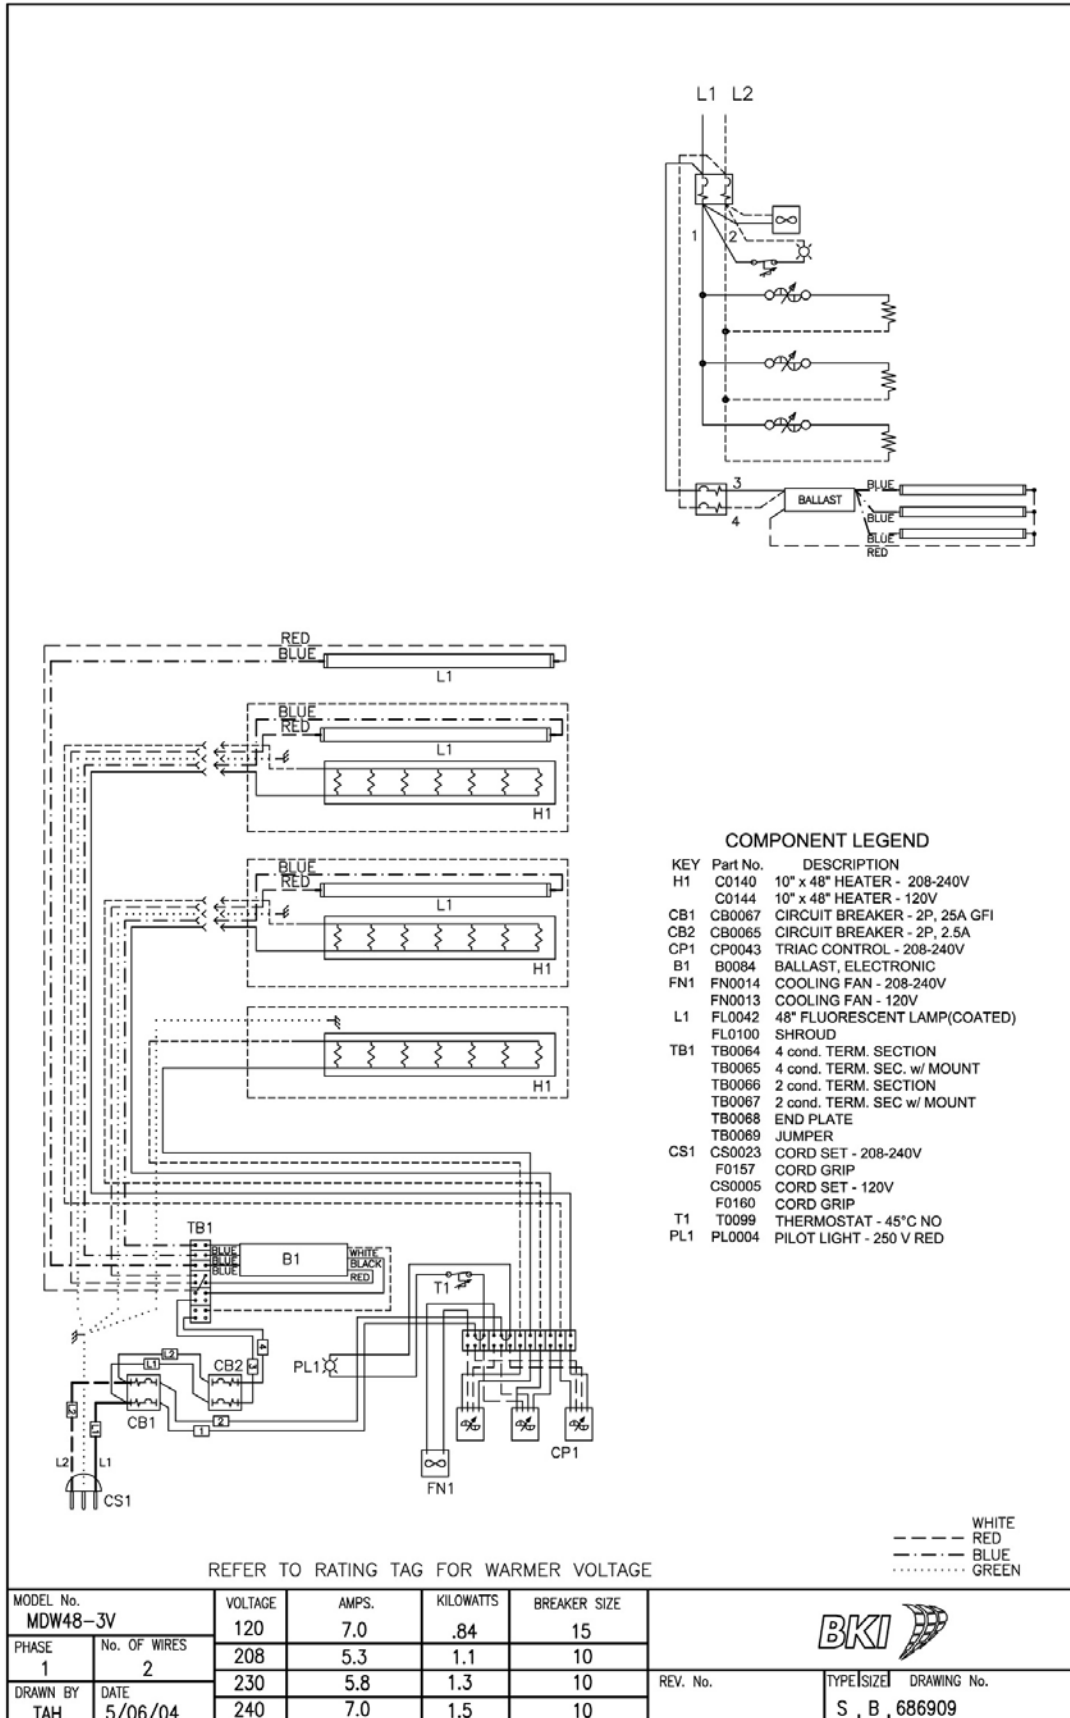 L1 L2
1 2
3
BALLAST
4
BLUE
BLUE
BLUE
RED
RED
BLUE
L1
BLUE
RED
L1
H1
BLUE
RED
L1
H1
H1
COMPONENT LEGEND
KEY Part No. DESCRIPTION
H1 C0140 10" x 48" HEATER - 208-240V
C0144 10" x 48" HEATER - 120V
CB1 CB0067 CIRCUIT BREAKER - 2P, 25A GFI
CB2 CB0065 CIRCUIT BREAKER - 2P, 2.5A
CP1 CP0043 TRIAC CONTROL - 208-240V
B1 B0084 BALLAST, ELECTRONIC
FN1 FN0014 COOLING FAN - 208-240V
FN0013 COOLING FAN - 120V
L1 FL0042 48" FLUORESCENT LAMP(COATED)
FL0100 SHROUD
TB1 TB0064 4 cond. TERM. SECTION
TB0065 4 cond. TERM. SEC. w/ MOUNT
TB0066 2 cond. TERM. SECTION
TB0067 2 cond. TERM. SEC w/ MOUNT
TB0068 END PLATE
TB0069 JUMPER
CS1 CS0023 CORD SET - 208-240V
F0157 CORD GRIP
CS0005 CORD SET - 120V
F0160 CORD GRIP
T1 T0099 THERMOSTAT - 45°C NO
PL1 PL0004 PILOT LIGHT - 250 V RED
TB1
BLUE
BLUE
BLUE
B1
WHITE
BLACK
RED
T1
PL1
4
3
L2
L1
CB2
CB1
2
1
L2
L1
L2 L1
CS1
FN1
CP1
WHITE
RED
BLUE
GREEN
REFER TO RATING TAG FOR WARMER VOLTAGE
MODEL No.
MDW48-3V
PHASE
1
No. OF WIRES
2
DRAWN BY
TAH
DATE
5/06/04
VOLTAGE AMPS. KILOWATTS BREAKER SIZE
120 7.0 .84 15
208 5.3 1.1 10
230 5.8 1.3 10
240 7.0 1.5 10
BKI
REV. No.
TYPE SIZE DRAWING No.
S , B , 686909